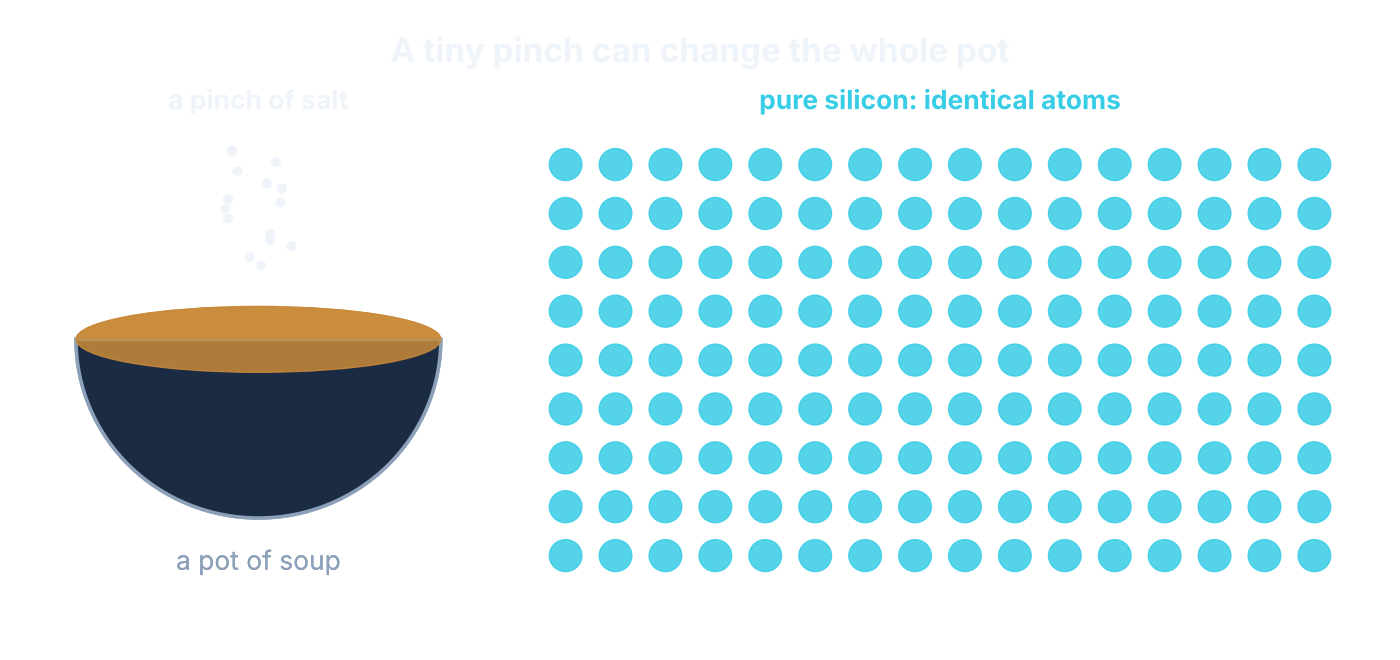 A tiny pinch can change the whole pot
a pinch of salt
pure silicon: identical atoms
a pot of soup